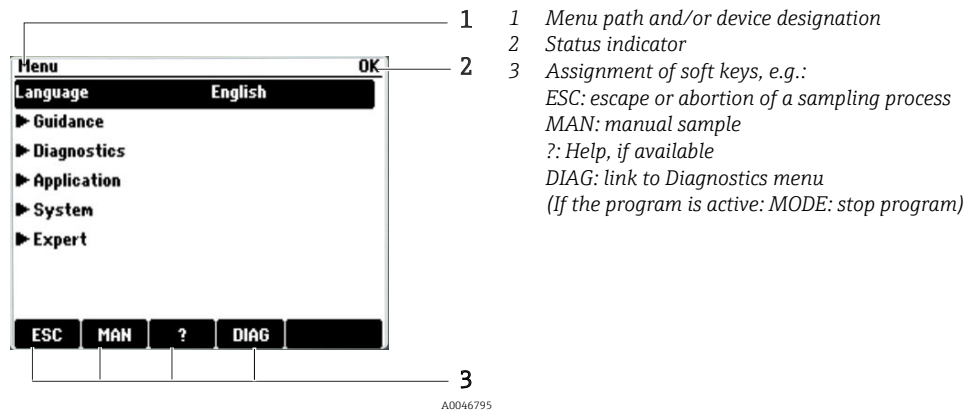 1
1 Menu path and/or device designation
2 Status indicator
Menu OK
2
3 Assignment of soft keys, e.g.:
Language English
ESC: escape or abortion of a sampling process
▶ Guidance
MAN: manual sample
▶ Diagnostics
?: Help, if available
▶ Application
DIAG: link to Diagnostics menu
▶ System
(If the program is active: MODE: stop program)
▶ Expert
ESC MAN ? DIAG
3
A0046795